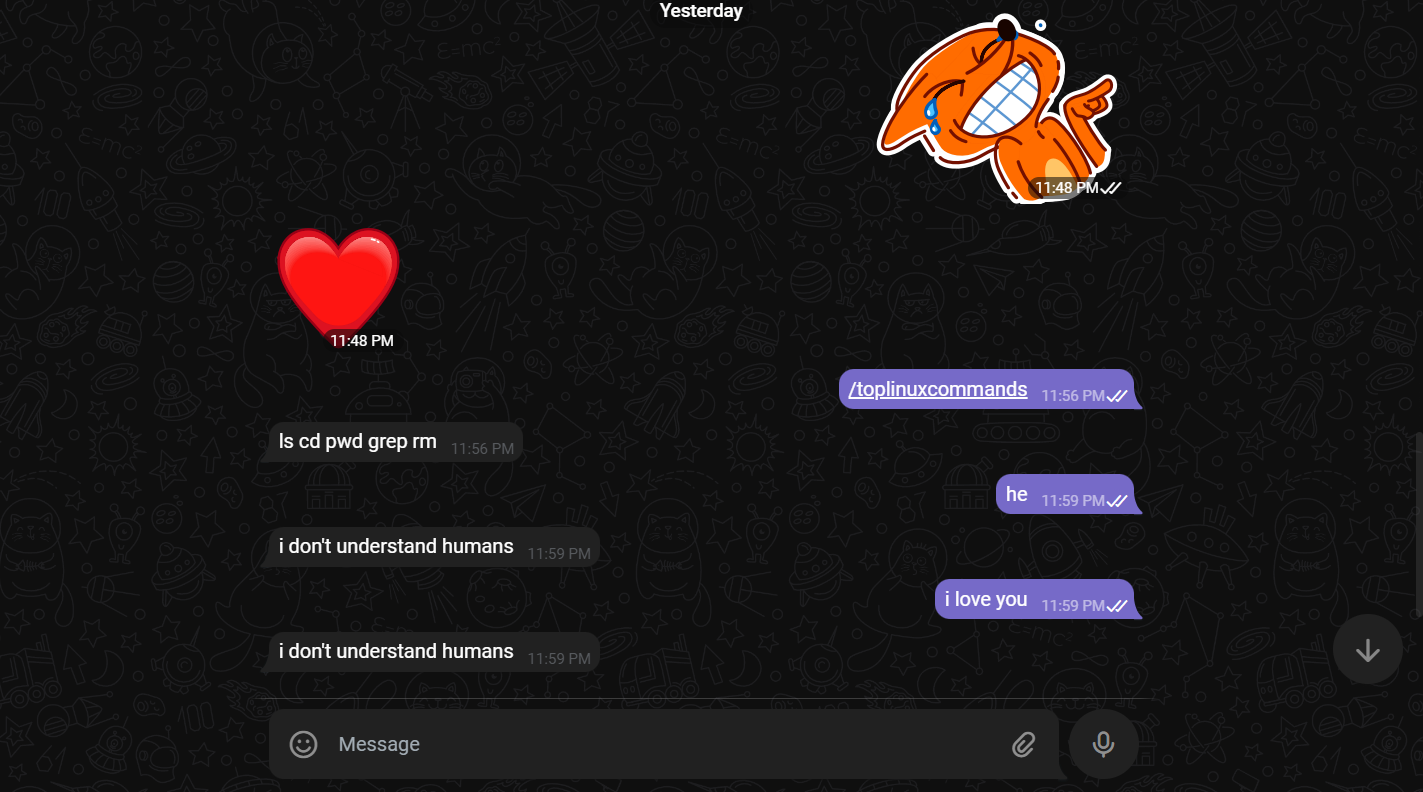 Yesterday
11:48 PM
11:48 PM
/toplinuxcommands 11:56 PM
ls cd pwd grep rm 11:56 PM
he 11:59 PM
i don't understand humans 11:59 PM
i love you 11:59 PM
i don't understand humans 11:59 PM
Message